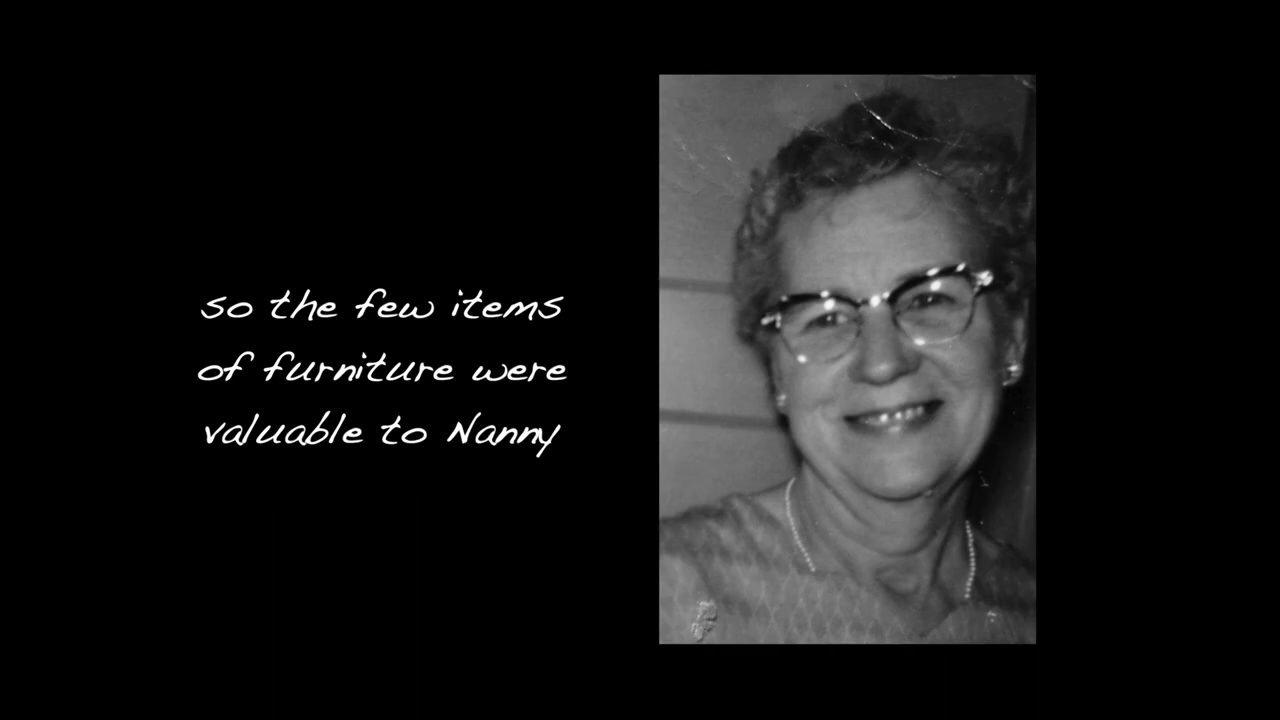 so the few items
of furniture were
valuable to Nanny